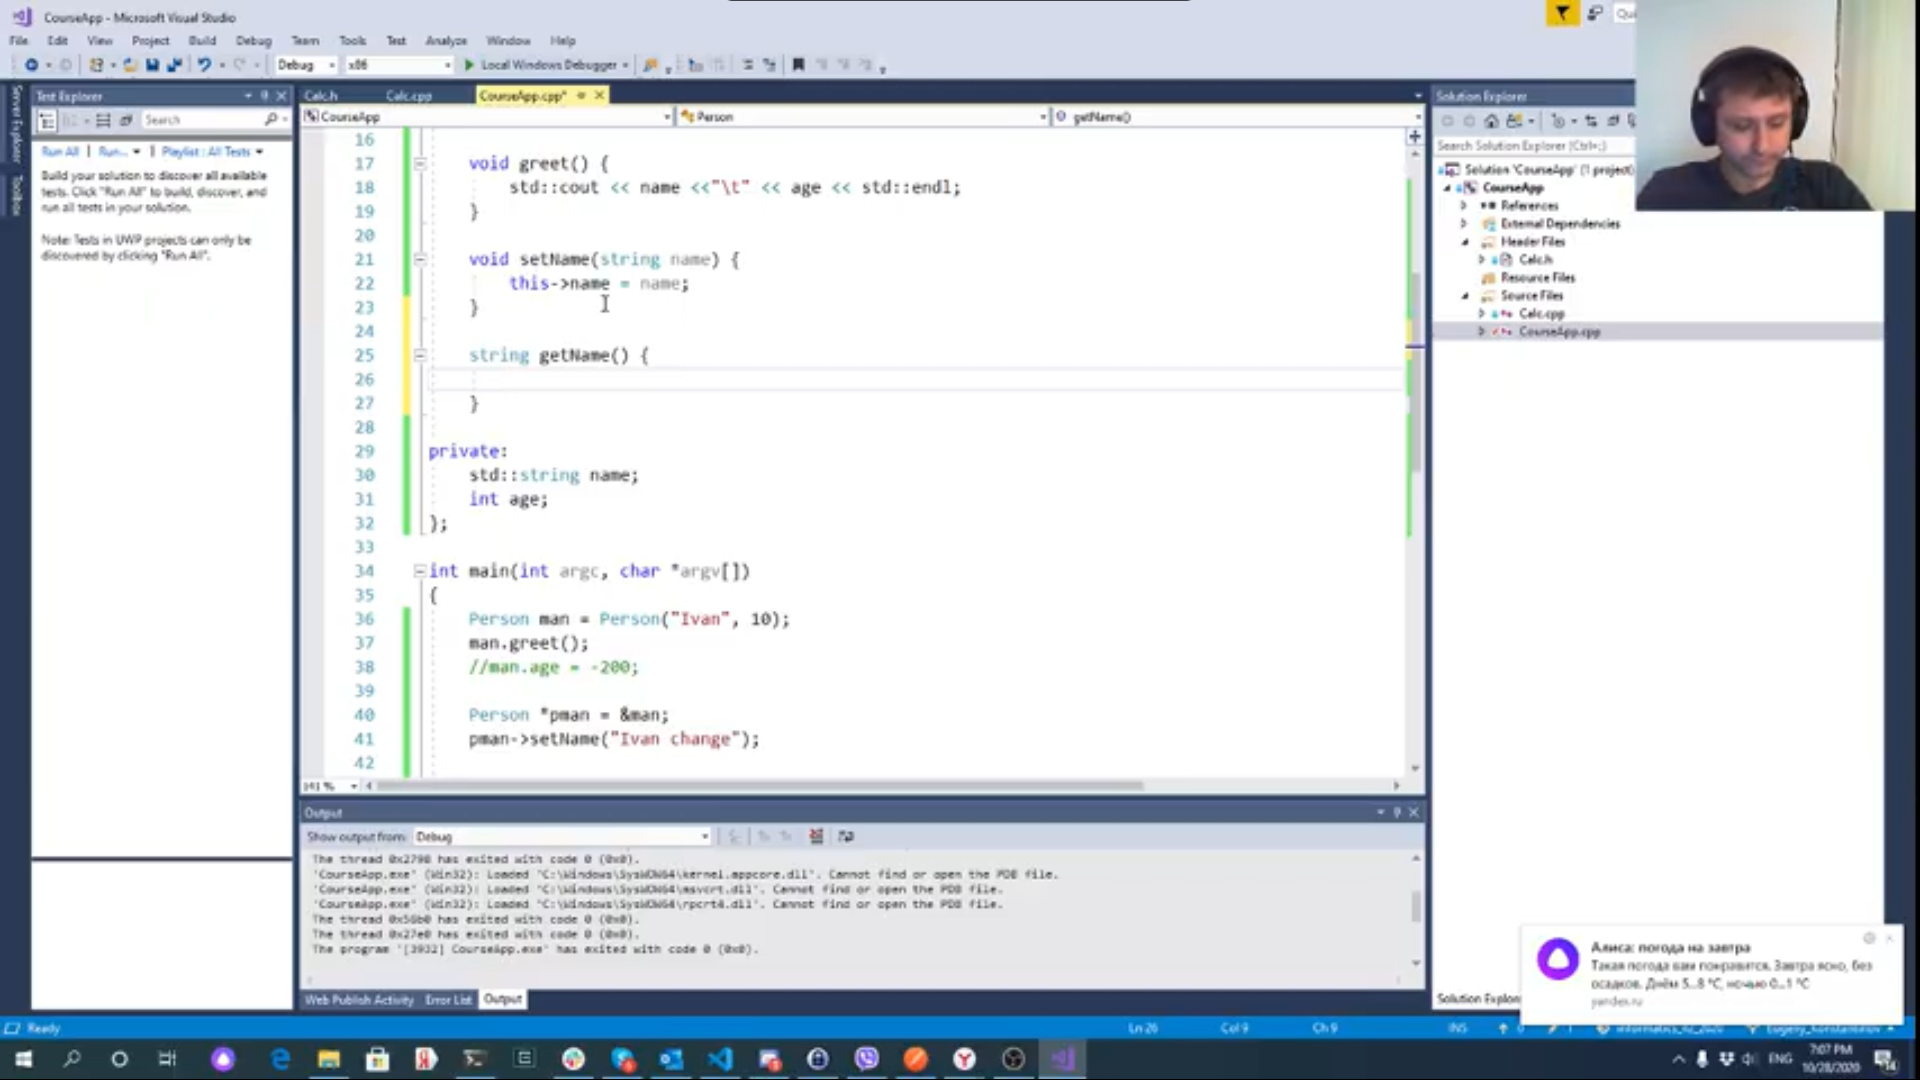 CourseApp - Microsoft Visual Studio
File Edit View Project Build Debug Team Tools Test Analyze Window Help
Debug x86 Local Windows Debugger
Server Explorer
Toolbox
Test Explorer
Search
Run All | Run... | Playlist : All Tests
Build your solution to discover all available
tests. Click "Run All" to build, discover, and
run all tests in your solution.
Note: Tests in UWP projects can only be
discovered by clicking "Run All".
Calc.h Calc.cpp CourseApp.cpp*
CourseApp Person getName()
16
17 void greet() {
18 std::cout << name <<"\t" << age << std::endl;
19 }
20
21 void setName(string name) {
22 this->name = name;
23 }
24
25 string getName() {
26
27 }
28
29 private:
30 std::string name;
31 int age;
32 };
33
34 int main(int argc, char *argv[])
35 {
36 Person man = Person("Ivan", 10);
37 man.greet();
38 //man.age = -200;
39
40 Person *pman = &man;
41 pman->setName("Ivan change");
42
141 %
Output
Show output from: Debug
The thread 0x2798 has exited with code 0 (0x0).
'CourseApp.exe' (Win32): Loaded 'C:\Windows\SysWOW64\kernel.appcore.dll'. Cannot find or open the PDB file.
'CourseApp.exe' (Win32): Loaded 'C:\Windows\SysWOW64\msvcrt.dll'. Cannot find or open the PDB file.
'CourseApp.exe' (Win32): Loaded 'C:\Windows\SysWOW64\rpcrt4.dll'. Cannot find or open the PDB file.
The thread 0x56b0 has exited with code 0 (0x0).
The thread 0x27e0 has exited with code 0 (0x0).
The program '[3932] CourseApp.exe' has exited with code 0 (0x0).
Web Publish Activity Error List Output
Solution Explorer
Search Solution Explorer (Ctrl+;)
Solution 'CourseApp' (1 project)
CourseApp
References
External Dependencies
Header Files
Calc.h
Resource Files
Source Files
Calc.cpp
CourseApp.cpp
Алиса: погода на завтра
Такая погода вам понравится. Завтра ясно, без
осадков. Днём 5..8 °C, ночью 0..1 °C
yandex.ru
Ready Ln 26 Col 9 Ch 9 INS
ENG
7:07 PM
10/28/2020